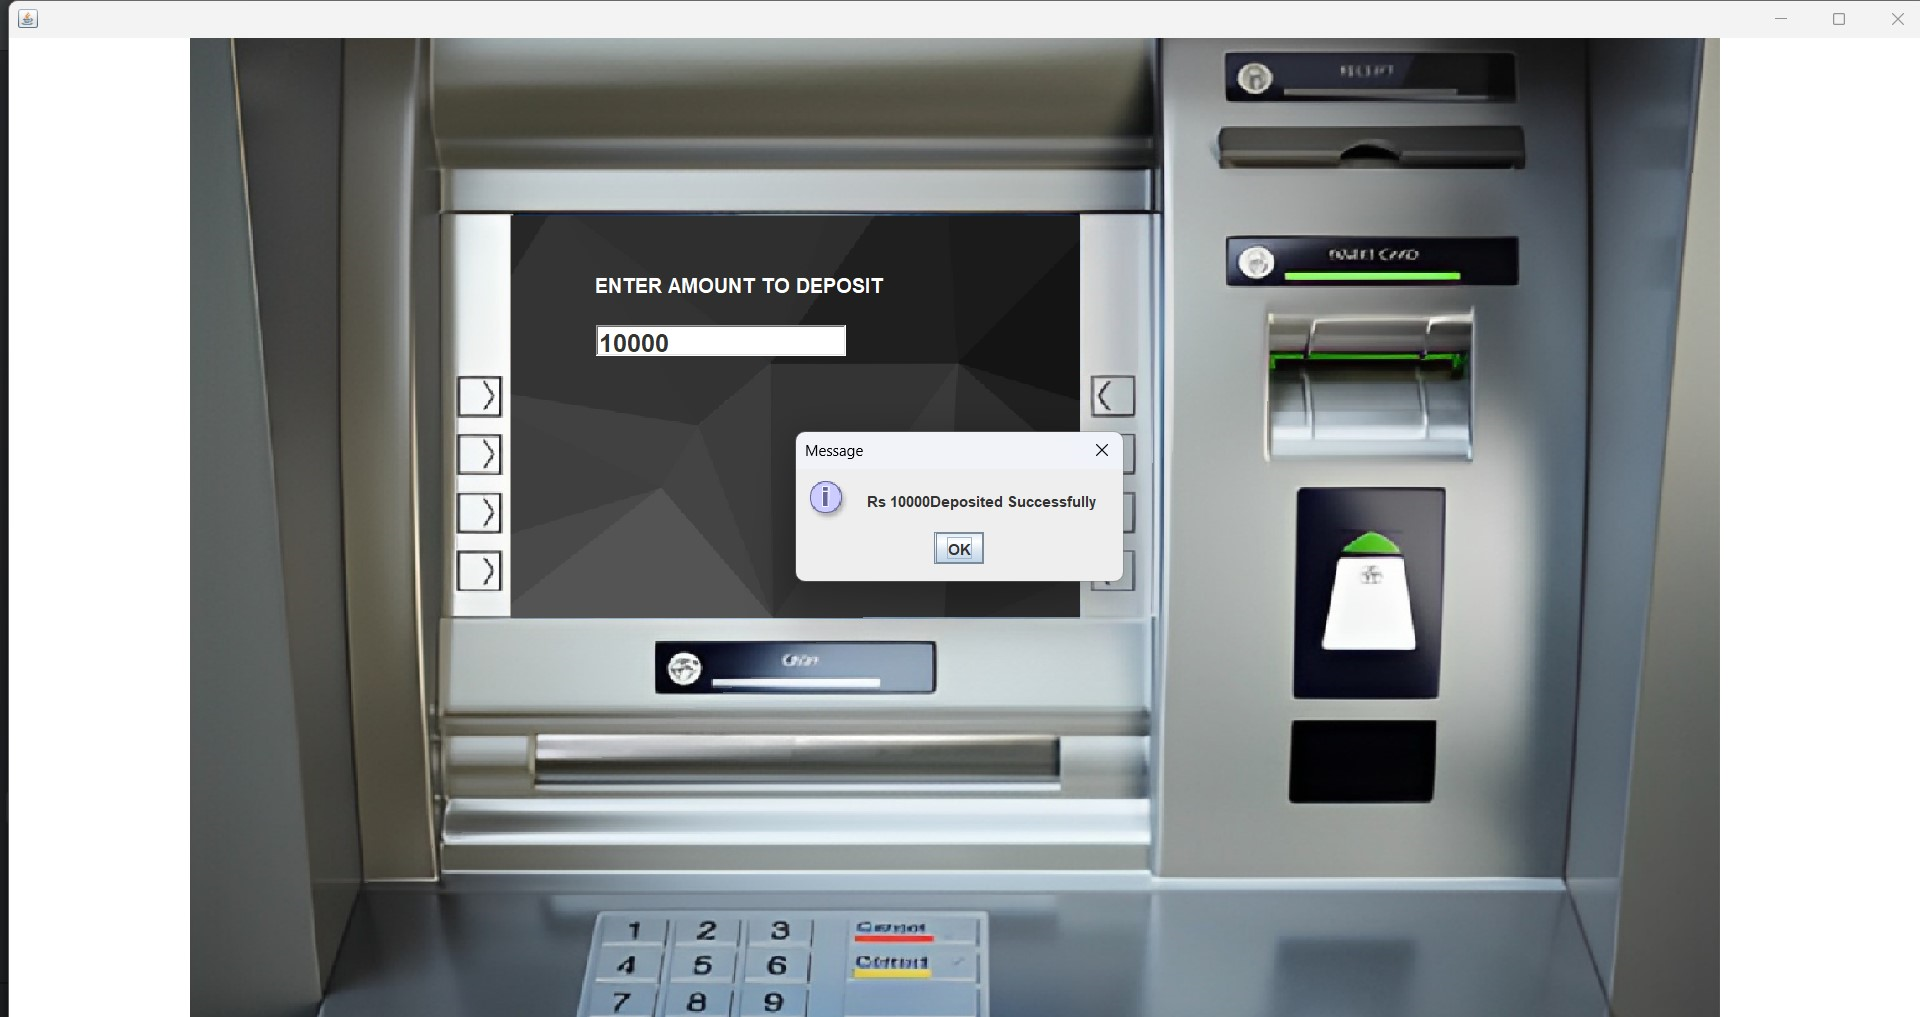 ENTER AMOUNT TO DEPOSIT
10000
Message
Rs 10000Deposited Successfully
OK
1 2 3
4 5 6
7 8 9